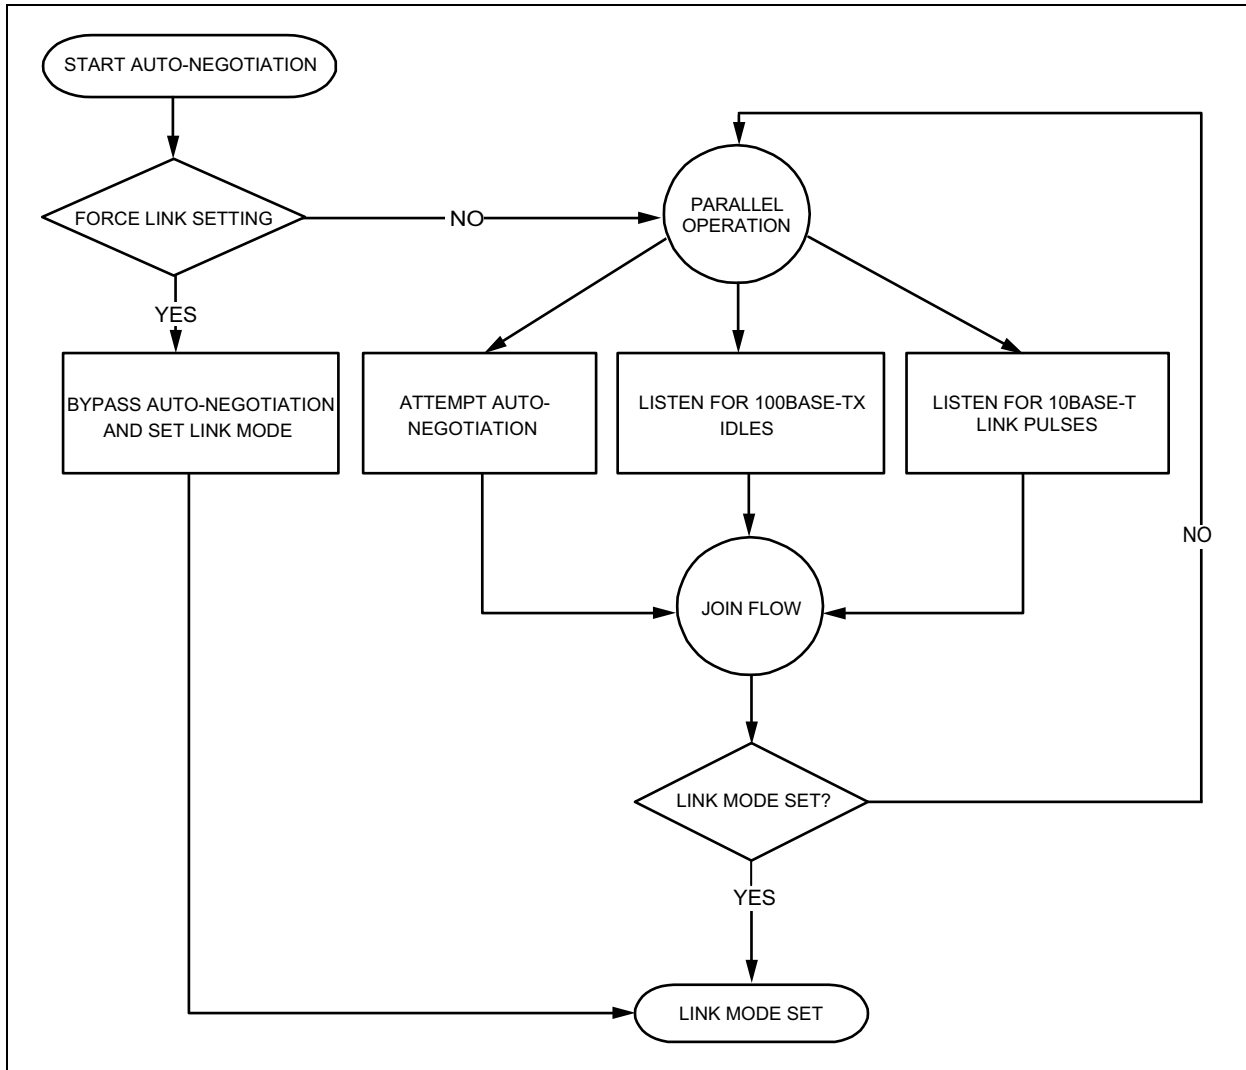 START AUTO-NEGOTIATION
FORCE LINK SETTING
NO
PARALLEL
OPERATION
YES
BYPASS AUTO-NEGOTIATION
AND SET LINK MODE
ATTEMPT AUTO-
NEGOTIATION
LISTEN FOR 100BASE-TX
IDLES
LISTEN FOR 10BASE-T
LINK PULSES
NO
JOIN FLOW
LINK MODE SET?
YES
LINK MODE SET